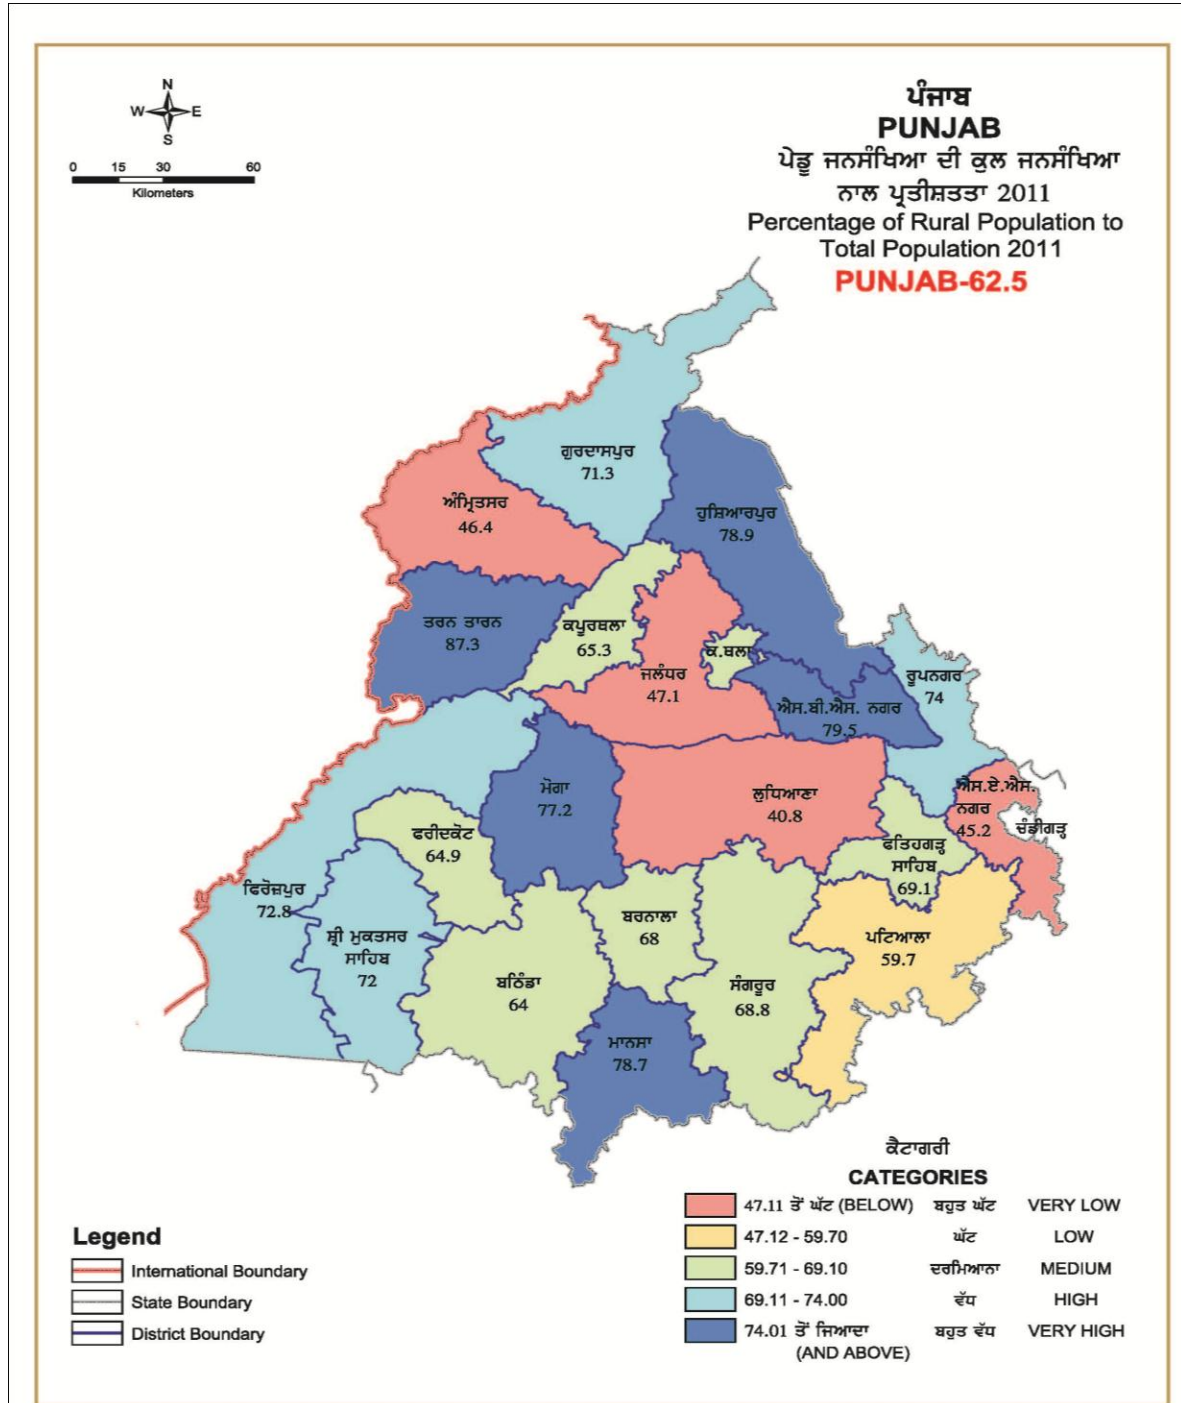 N
W E
S
0 15 30 60
Kilometers
ਪੰਜਾਬ
PUNJAB
ਪੇਡੂ ਜਨਸੰਖਿਆ ਦੀ ਕੁਲ ਜਨਸੰਖਿਆ
ਨਾਲ ਪ੍ਰਤੀਸ਼ਤਤਾ 2011
Percentage of Rural Population to
Total Population 2011
PUNJAB-62.5
ਗੁਰਦਾਸਪੁਰ
71.3
ਅੰਮ੍ਰਿਤਸਰ
46.4
ਹੁਸ਼ਿਆਰਪੁਰ
78.9
ਤਰਨ ਤਾਰਨ
87.3
ਕਪੂਰਥਲਾ
65.3
ਕ.ਥਲਾ
ਜਲੰਧਰ
47.1
ਰੂਪਨਗਰ
74
ਐਸ.ਬੀ.ਐਸ. ਨਗਰ
79.5
ਮੋਗਾ
77.2
ਲੁਧਿਆਣਾ
40.8
ਐਸ.ਏ.ਐਸ.
ਨਗਰ
45.2
ਚੰਡੀਗੜ੍ਹ
ਫਰੀਦਕੋਟ
64.9
ਫਤਿਹਗੜ੍ਹ
ਸਾਹਿਬ
69.1
ਫਿਰੋਜ਼ਪੁਰ
72.8
ਸ਼੍ਰੀ ਮੁਕਤਸਰ
ਸਾਹਿਬ
72
ਬਰਨਾਲਾ
68
ਪਟਿਆਲਾ
59.7
ਬਠਿੰਡਾ
64
ਸੰਗਰੂਰ
68.8
ਮਾਨਸਾ
78.7
ਕੈਟਾਗਰੀ
CATEGORIES
47.11 ਤੋਂ ਘੱਟ (BELOW) ਬਹੁਤ ਘੱਟ VERY LOW
47.12 - 59.70 ਘੱਟ LOW
59.71 - 69.10 ਦਰਮਿਆਨਾ MEDIUM
69.11 - 74.00 ਵੱਧ HIGH
74.01 ਤੋਂ ਜਿਆਦਾ ਬਹੁਤ ਵੱਧ VERY HIGH
(AND ABOVE)
Legend
International Boundary
State Boundary
District Boundary